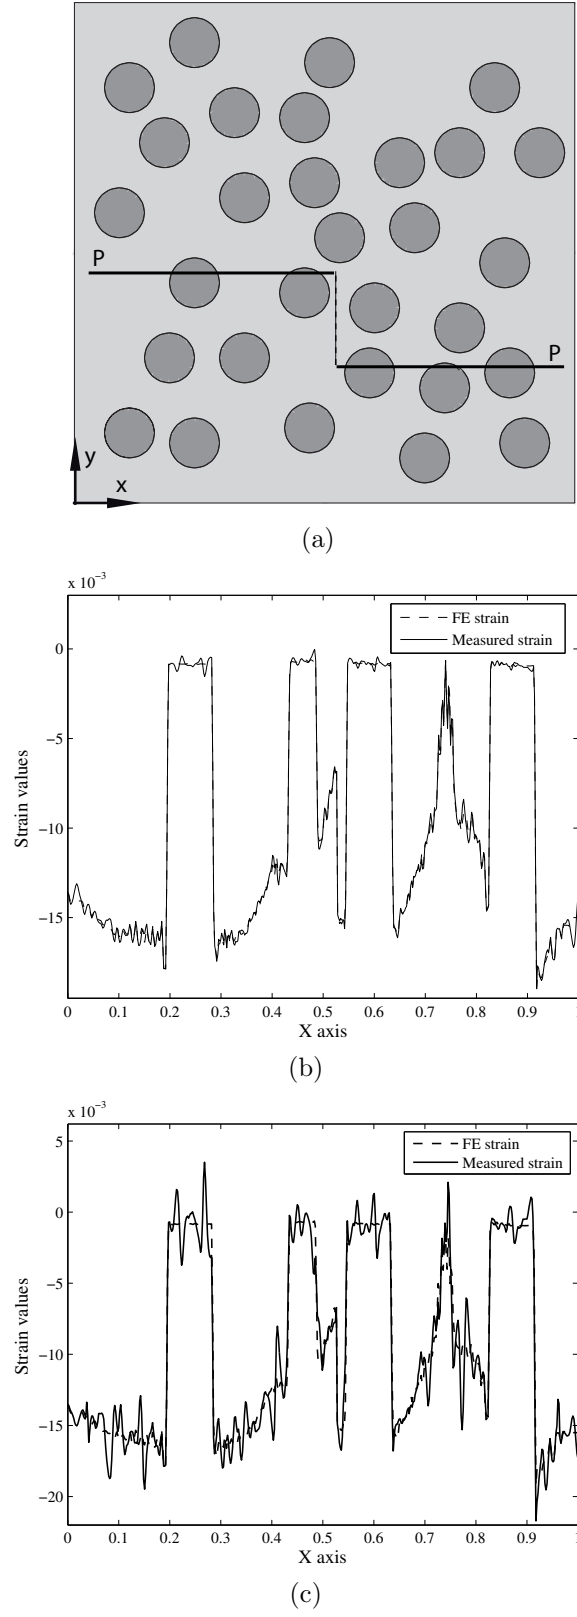 P
P
y
x
(a)
x 10⁻³
FE strain
Measured strain
0
−5
−10
−15
Strain values
0 0.1 0.2 0.3 0.4 0.5 0.6 0.7 0.8 0.9 1
X axis
(b)
x 10⁻³
FE strain
Measured strain
5
0
−5
−10
−15
−20
Strain values
0 0.1 0.2 0.3 0.4 0.5 0.6 0.7 0.8 0.9 1
X axis
(c)